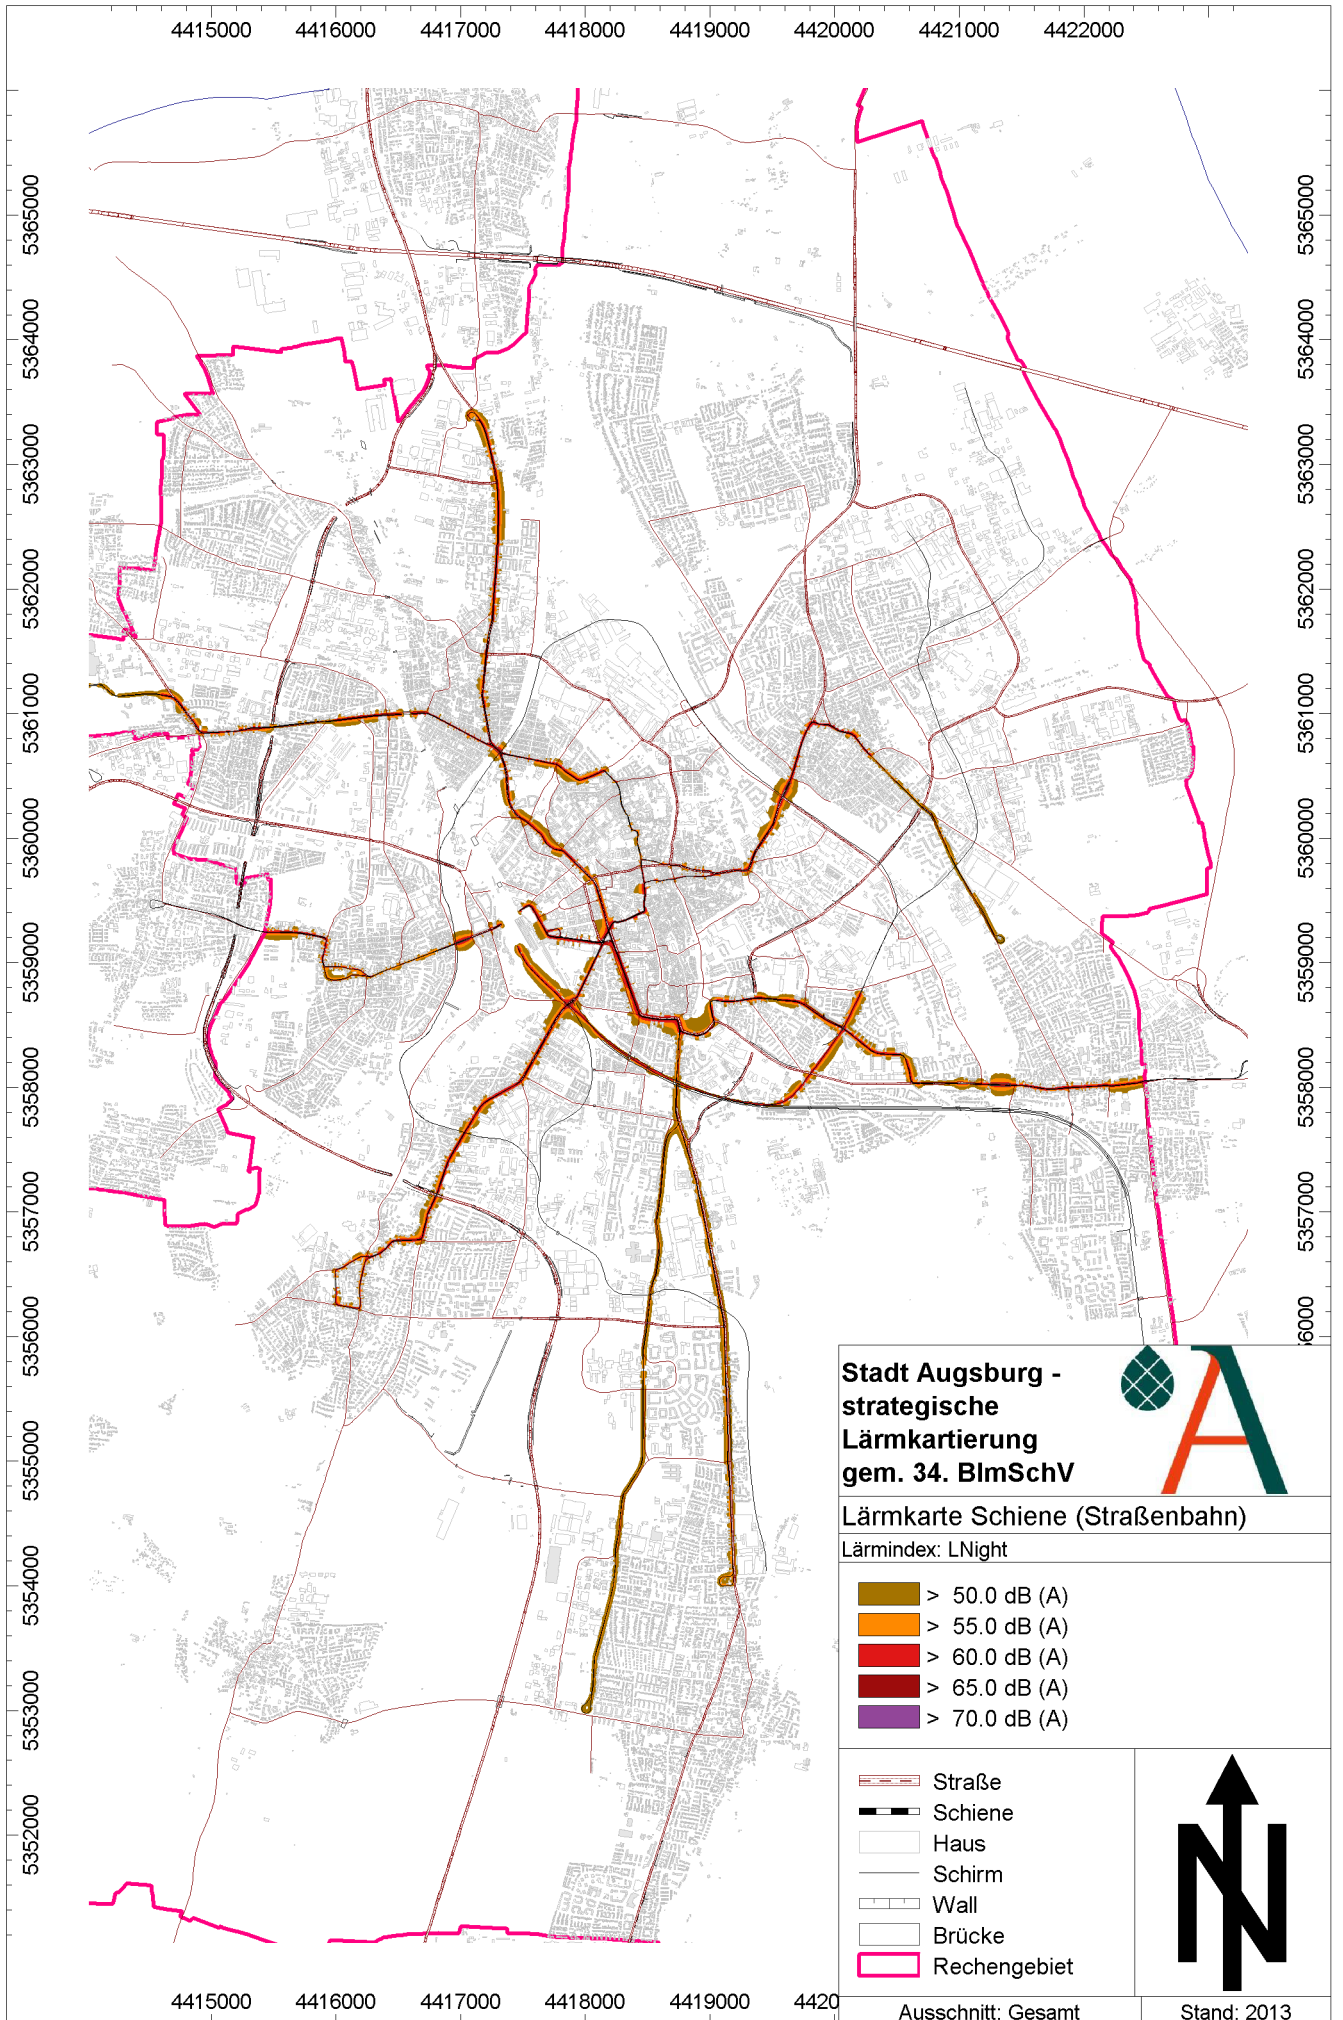 4415000 4416000 4417000 4418000 4419000 4420000 4421000 4422000
5365000
5364000
5363000
5362000
5361000
5360000
5359000
5358000
5357000
5356000
5355000
5354000
5353000
5352000
5365000
5364000
5363000
5362000
5361000
5360000
5359000
5358000
5357000
6000
Stadt Augsburg -
strategische
Lärmkartierung
gem. 34. BImSchV
Lärmkarte Schiene (Straßenbahn)
Lärmindex: LNight
> 50.0 dB (A)
> 55.0 dB (A)
> 60.0 dB (A)
> 65.0 dB (A)
> 70.0 dB (A)
Straße
Schiene
Haus
Schirm
Wall
Brücke
Rechengebiet
N
4415000 4416000 4417000 4418000 4419000 4420
Ausschnitt: Gesamt Stand: 2013